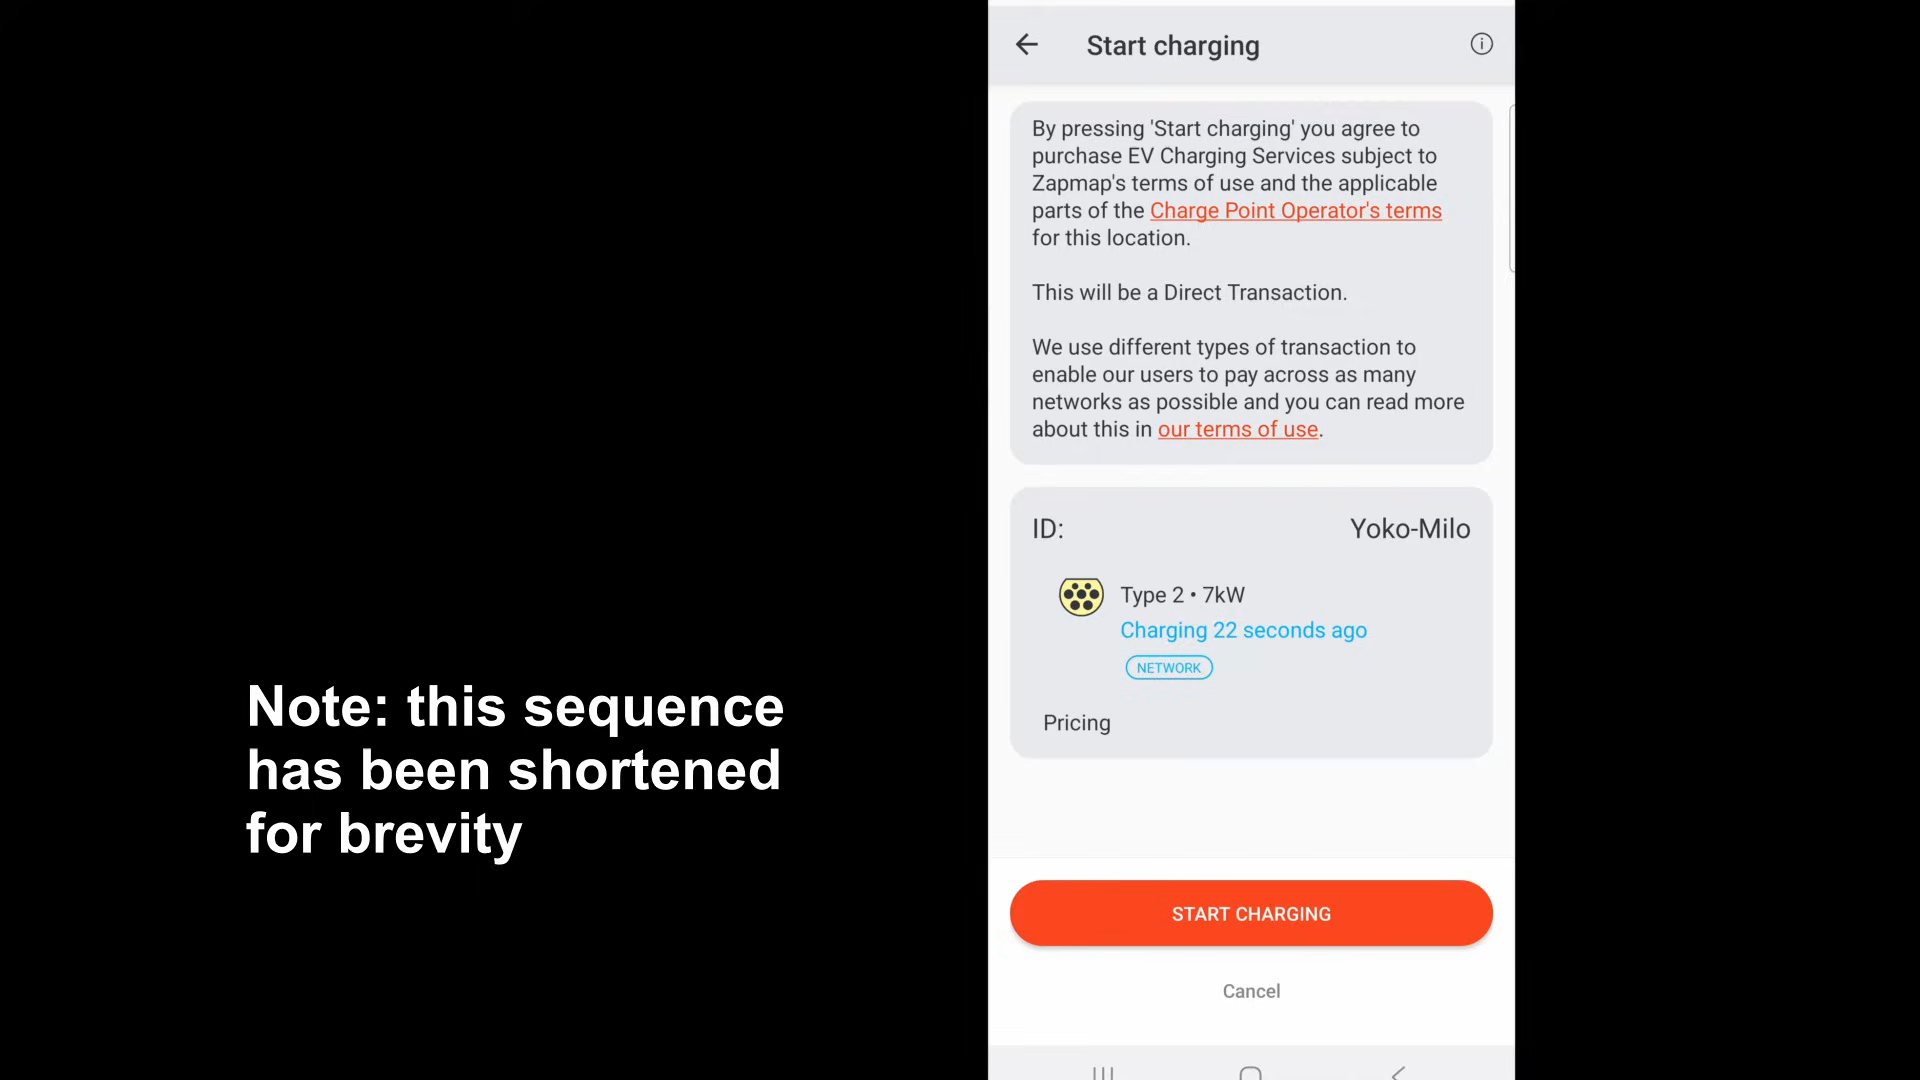 Note: this sequence
has been shortened
for brevity
Start charging
By pressing 'Start charging' you agree to
purchase EV Charging Services subject to
Zapmap's terms of use and the applicable
parts of the Charge Point Operator's terms
for this location.
This will be a Direct Transaction.
We use different types of transaction to
enable our users to pay across as many
networks as possible and you can read more
about this in our terms of use.
ID: Yoko-Milo
Type 2 • 7kW
Charging 22 seconds ago
NETWORK
Pricing
START CHARGING
Cancel